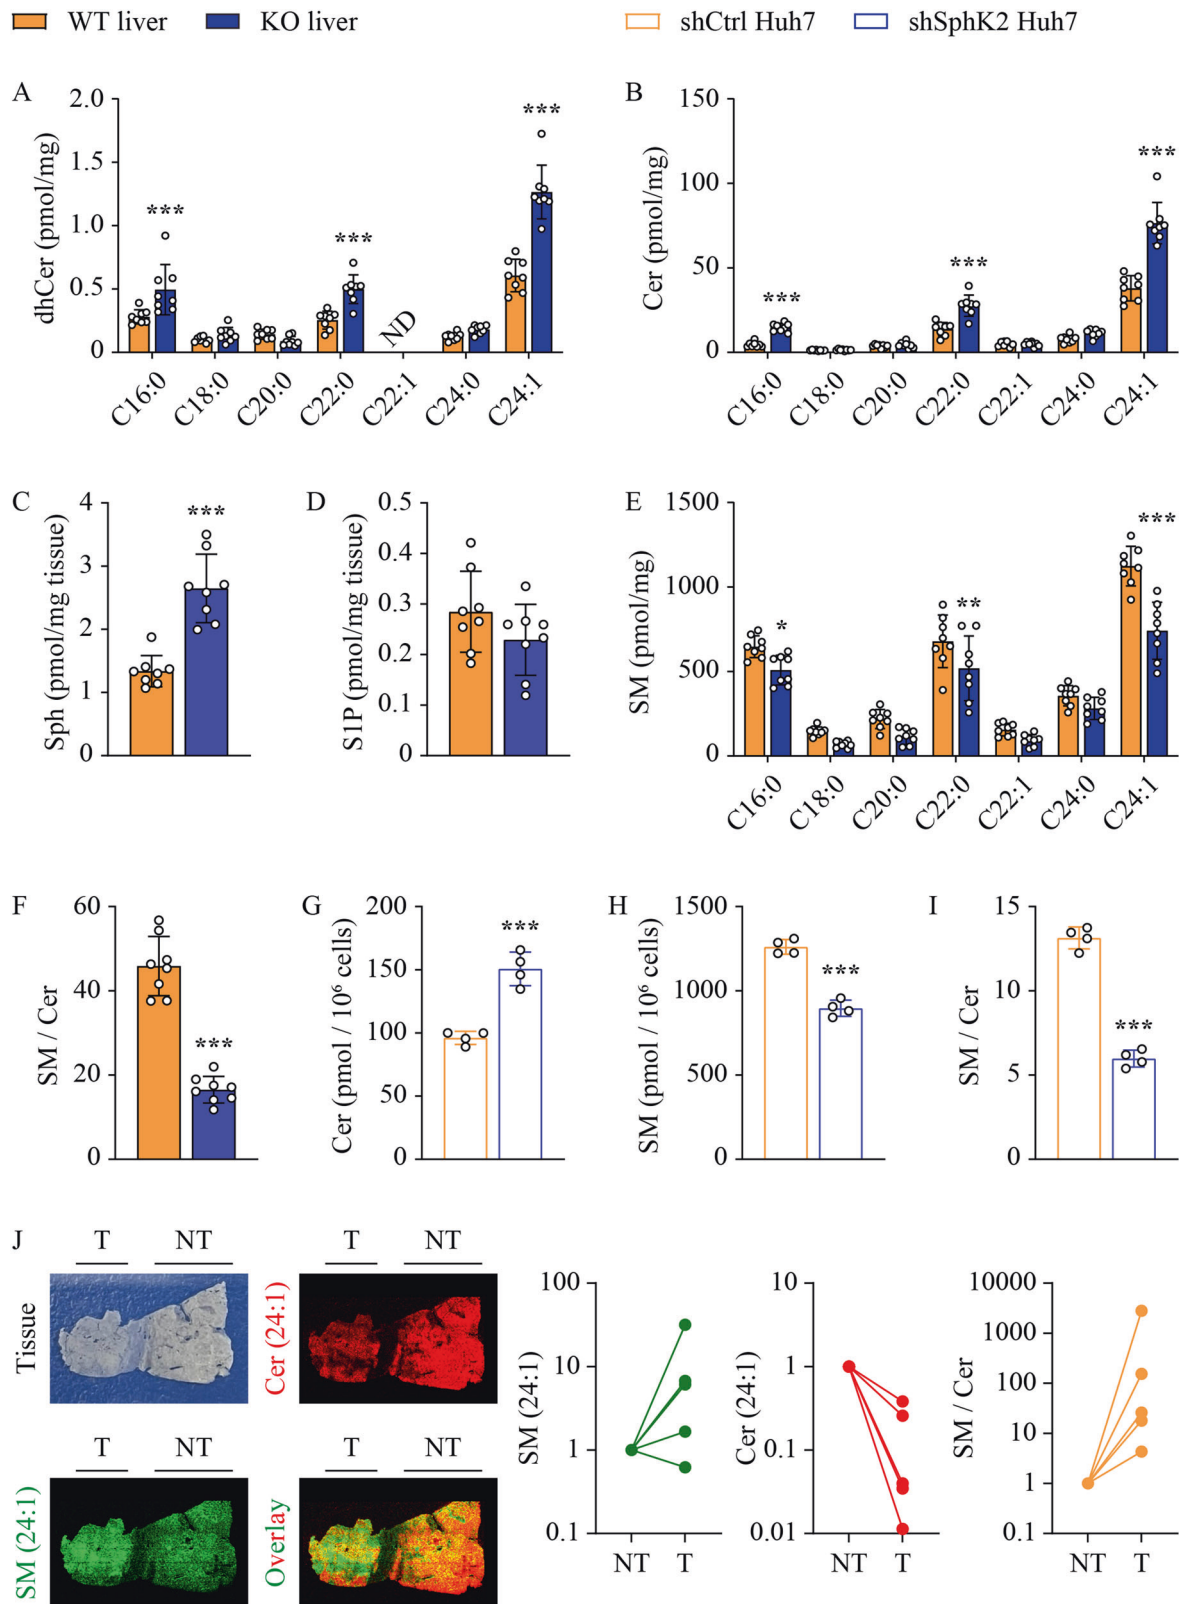 WT liver KO liver shCtrl Huh7 shSphK2 Huh7
A
dhCer (pmol/mg)
2.0
1.5
1.0
0.5
0
***
***
ND
***
C16:0 C18:0 C20:0 C22:0 C22:1 C24:0 C24:1
B
Cer (pmol/mg)
150
100
50
0
***
***
***
C16:0 C18:0 C20:0 C22:0 C22:1 C24:0 C24:1
C
Sph (pmol/mg tissue)
4
3
2
1
0
***
D
S1P (pmol/mg tissue)
0.5
0.4
0.3
0.2
0.1
0
E
SM (pmol/mg)
1500
1000
500
0
*
**
***
C16:0 C18:0 C20:0 C22:0 C22:1 C24:0 C24:1
F
SM / Cer
60
40
20
0
***
G
Cer (pmol / 10⁶ cells)
200
150
100
50
0
***
H
SM (pmol / 10⁶ cells)
1500
1000
500
0
***
I
SM / Cer
15
10
5
0
***
J
T NT
Tissue
T NT
Cer (24:1)
T NT
SM (24:1)
T NT
Overlay
SM (24:1)
100
10
1
0.1
NT T
Cer (24:1)
10
1
0.1
0.01
NT T
SM / Cer
10000
1000
100
10
1
0.1
NT T